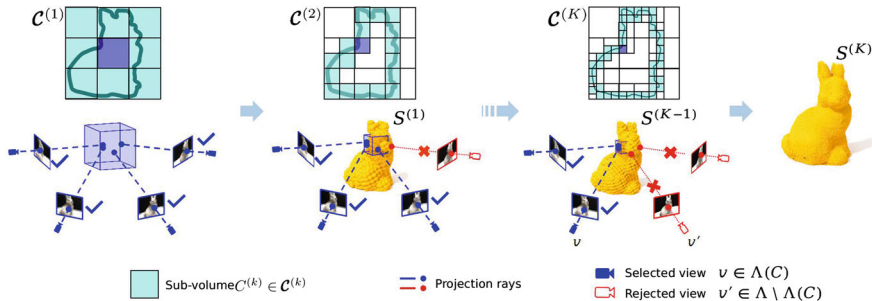 𝓒⁽¹⁾
𝓒⁽²⁾
𝓒⁽ᴷ⁾
S⁽ᴷ⁾
S⁽¹⁾
S⁽ᴷ⁻¹⁾
v
v′
Sub-volume C⁽ᵏ⁾ ∈ 𝓒⁽ᵏ⁾
Projection rays
Selected view v ∈ Λ(C)
Rejected view v′ ∈ Λ \ Λ(C)